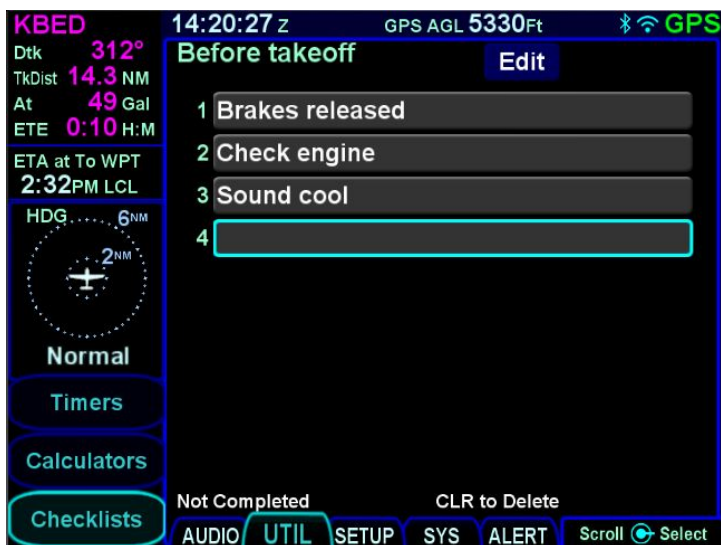 KBED
14:20:27 Z
GPS AGL 5330Ft
GPS
Dtk 312°
TkDist 14.3 NM
At 49 Gal
ETE 0:10 H:M
ETA at To WPT
2:32PM LCL
HDG
6NM
2NM
Normal
Timers
Calculators
Checklists
Before takeoff
Edit
1 Brakes released
2 Check engine
3 Sound cool
4
Not Completed
CLR to Delete
AUDIO UTIL SETUP SYS ALERT Scroll Select